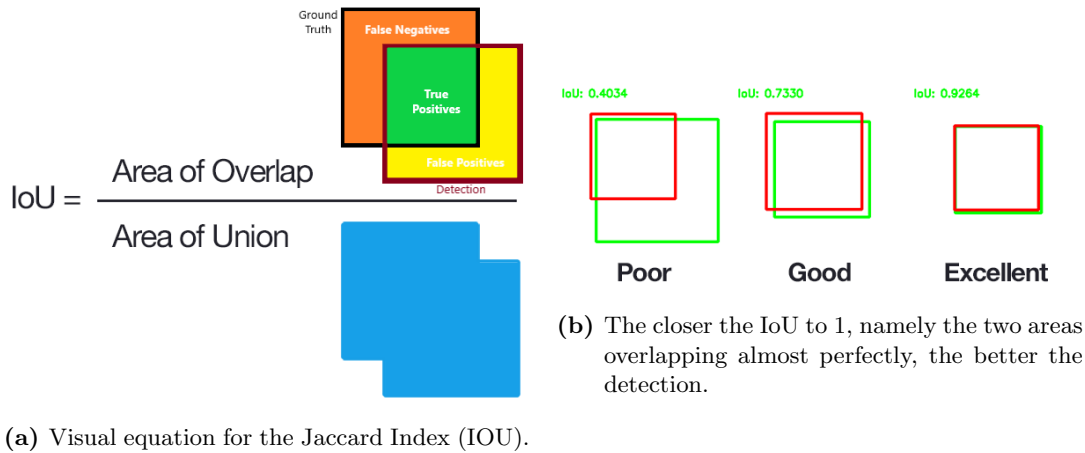 Ground
Truth
False Negatives
True
Positives
False Positives
Detection
IoU =
Area of Overlap
Area of Union
(a) Visual equation for the Jaccard Index (IOU).
IoU: 0.4034
IoU: 0.7330
IoU: 0.9264
Poor
Good
Excellent
(b) The closer the IoU to 1, namely the two areas
overlapping almost perfectly, the better the
detection.